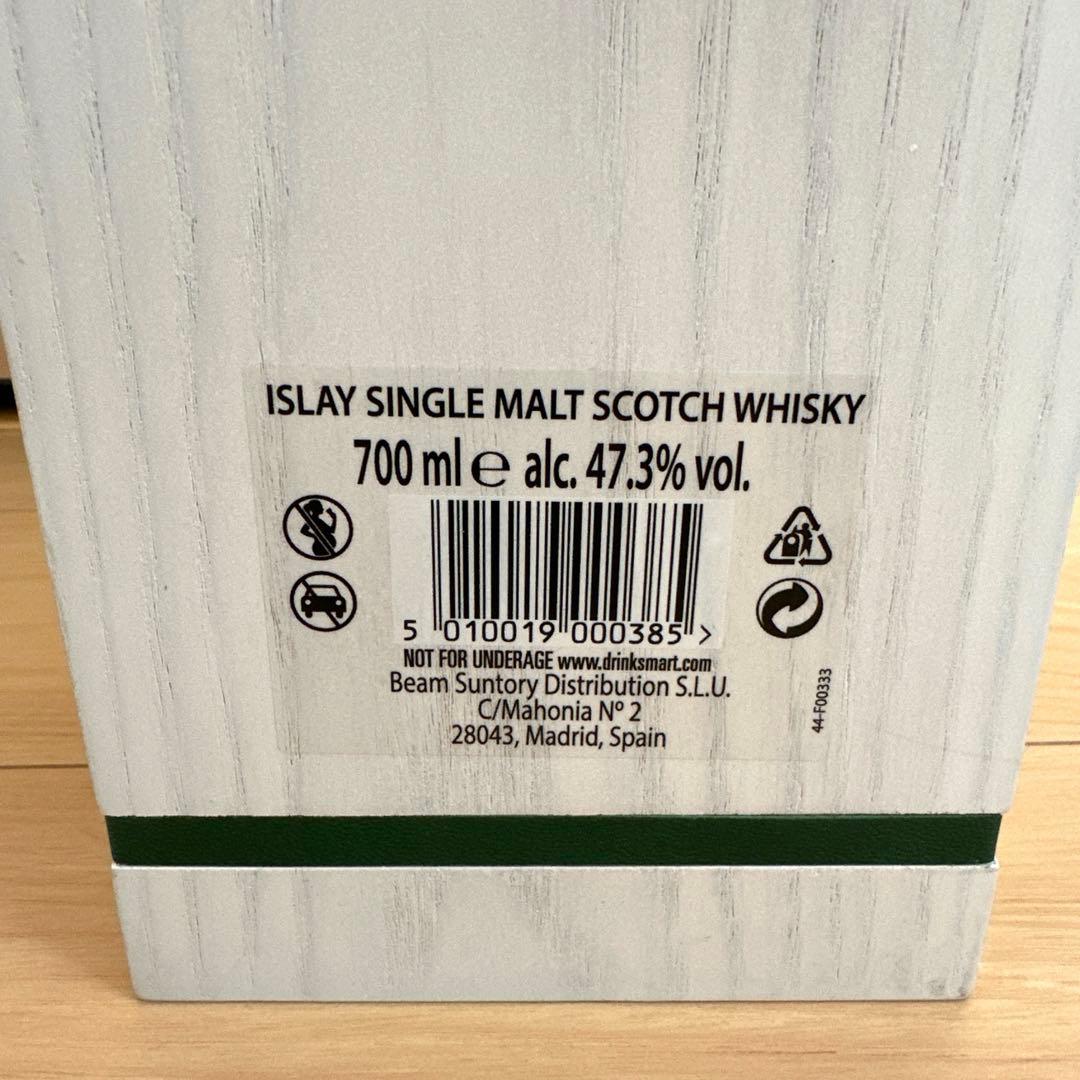 ISLAY SINGLE MALT SCOTCH WHISKY
700 ml ℮ alc. 47.3% vol.
5 010019 000385 >
NOT FOR UNDERAGE www.drinksmart.com
Beam Suntory Distribution S.L.U.
C/Mahonia Nº 2
28043, Madrid, Spain
44-F00333